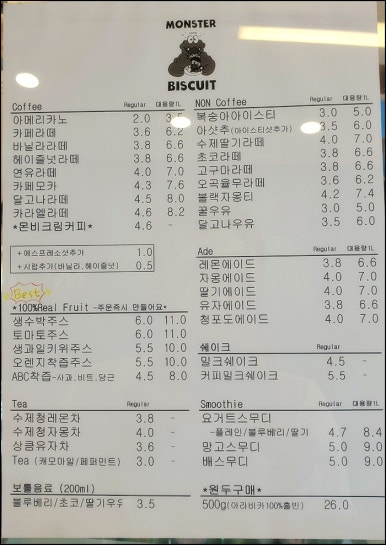 MONSTER
BISCUIT
Coffee Regular 대용량1L
아메리카노 2.0 3.5
카페라떼 3.6 6.2
바닐라라떼 3.8 6.6
헤이즐넛라떼 3.8 6.6
연유라떼 4.0 7.0
카페모카 4.3 7.6
달고나라떼 4.5 8.0
카라멜라떼 4.6 8.2
*몬비크림커피* 4.6 -
+에스프레소샷추가 1.0
+시럽추가(바닐라,헤이즐넛) 0.5
Best
*100%Real Fruit -주문즉시 만들어요*
생수박주스 6.0 11.0
토마토주스 6.0 11.0
생과일키위주스 5.5 10.0
오렌지착즙주스 5.5 10.0
ABC착즙-사과.비트.당근 4.5 8.0
Tea Regular
수제청레몬차 3.8 -
수제청자몽차 4.0 -
상큼유자차 3.6 -
Tea (캐모마일/페퍼민트) 3.0 -
보틀음료 (200ml)
블루베리/초코/딸기우유 3.5
NON Coffee Regular 대용량1L
복숭아아이스티 3.0 5.0
아샷추(아이스티샷추가) 3.5 6.0
수제딸기라떼 4.0 7.0
초코라떼 3.8 6.6
고구마라떼 3.8 6.6
오곡율무라떼 3.6 6.2
블랙자몽티 4.2 7.4
꿀우유 3.0 5.0
달고나우유 3.5 6.0
Ade
레몬에이드 3.8 6.6
자몽에이드 4.0 7.0
딸기에이드 4.0 7.0
유자에이드 3.8 6.6
청포도에이드 4.0 7.0
쉐이크 Regular
밀크쉐이크 4.5 -
커피밀크쉐이크 5.5 -
Smoothie Regular 대용량1L
요거트스무디
-플레인/블루베리/딸기 4.7 8.4
망고스무디 5.0 9.0
배스무디 5.0 9.0
*원두구매*
500g(아라비카100%홀빈) 26.0